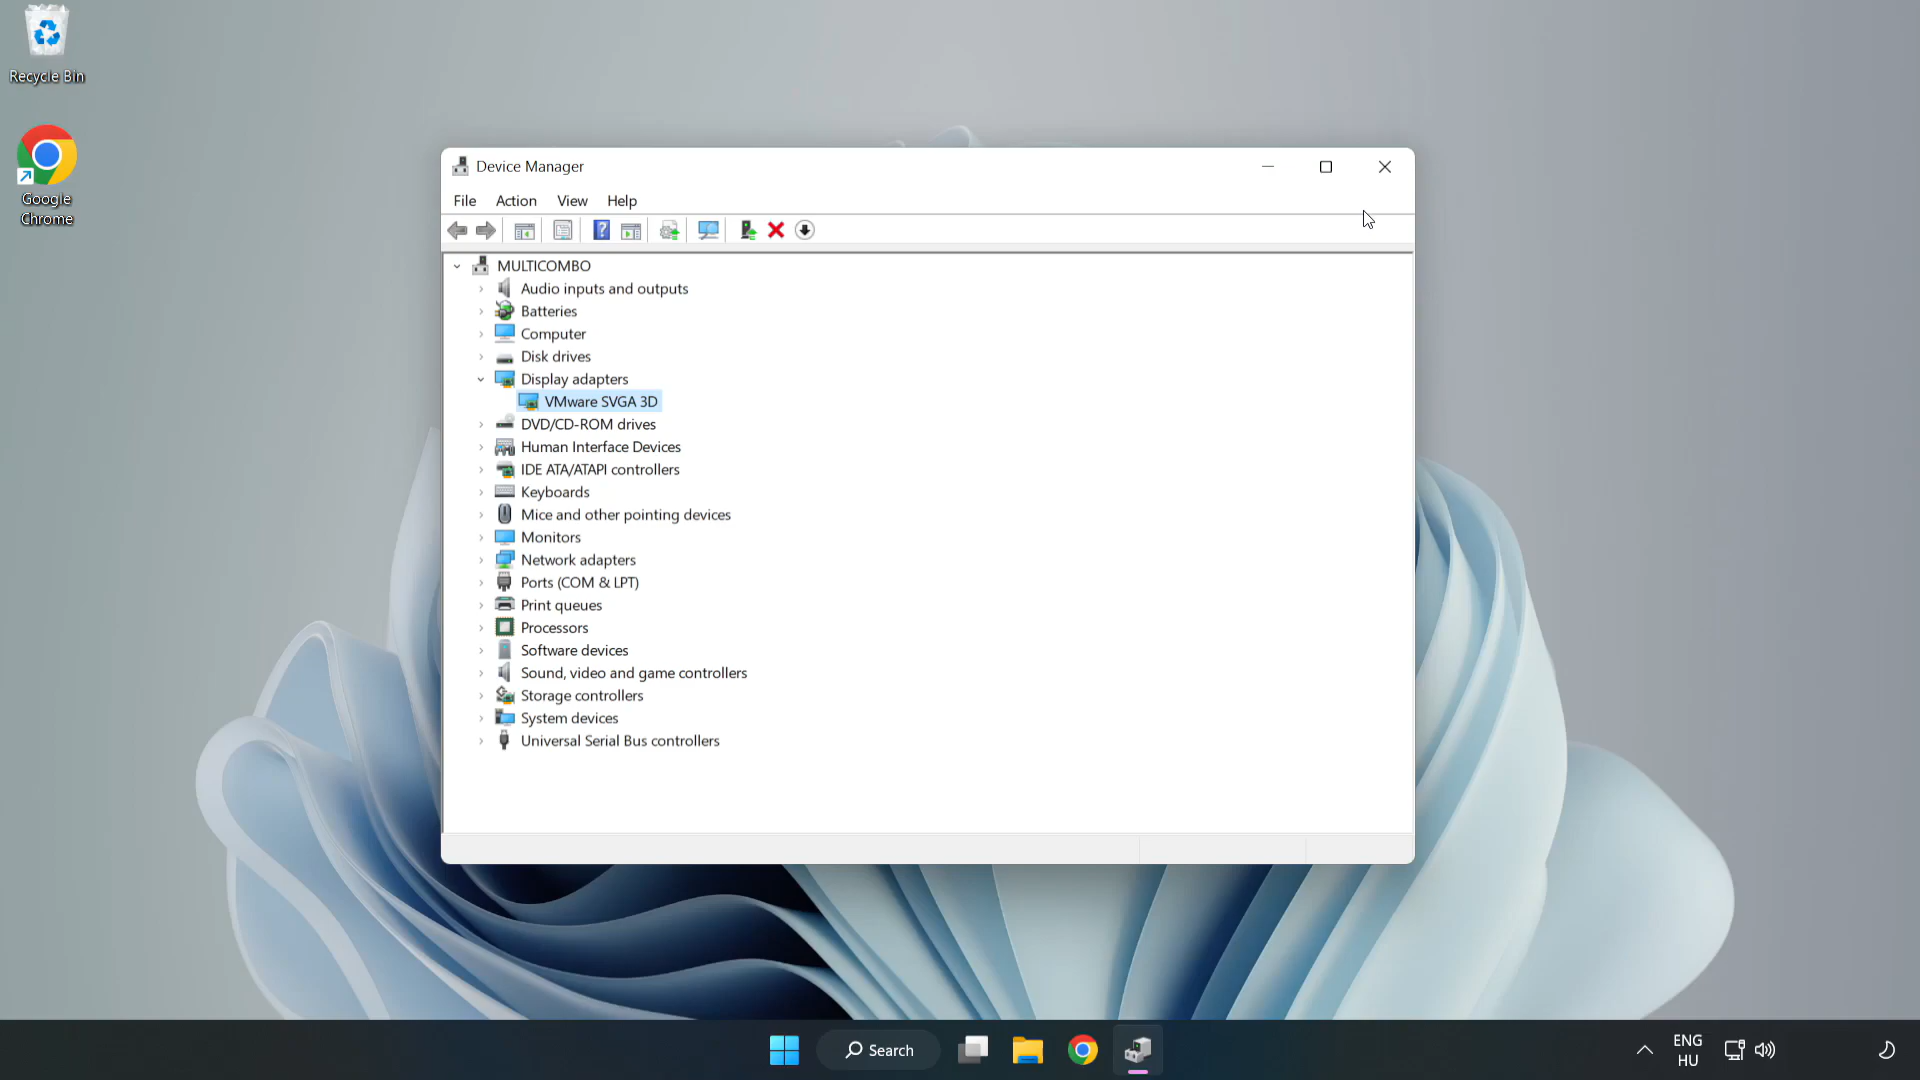 Recycle Bin
Google
Chrome
Device Manager
File Action View Help
MULTICOMBO
Audio inputs and outputs
Batteries
Computer
Disk drives
Display adapters
VMware SVGA 3D
DVD/CD-ROM drives
Human Interface Devices
IDE ATA/ATAPI controllers
Keyboards
Mice and other pointing devices
Monitors
Network adapters
Ports (COM & LPT)
Print queues
Processors
Software devices
Sound, video and game controllers
Storage controllers
System devices
Universal Serial Bus controllers
Search
ENG
HU